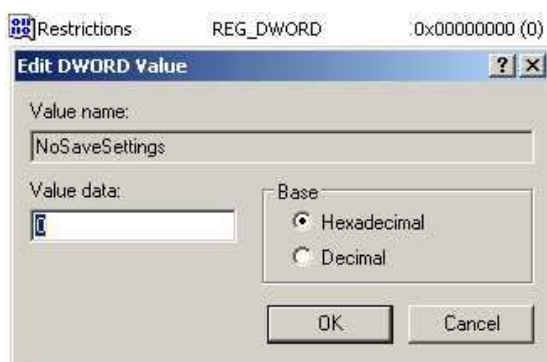 Restrictions REG_DWORD 0x00000000 (0)
Edit DWORD Value
Value name:
NoSaveSettings
Value data:
0
Base
Hexadecimal
Decimal
OK Cancel